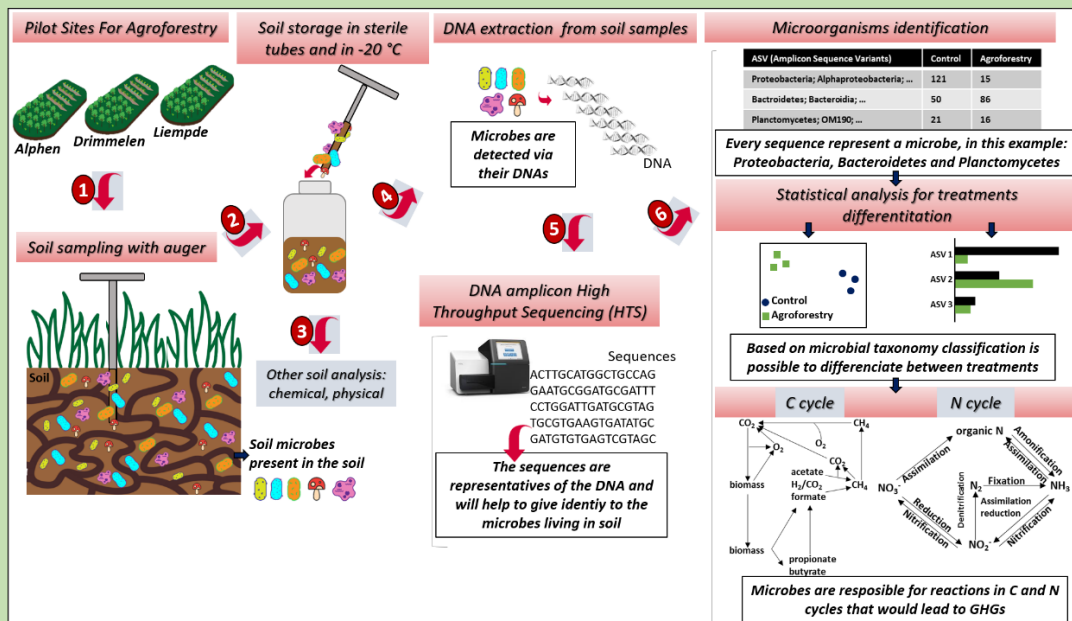 Pilot Sites For Agroforestry
Alphen
Drimmelen
Liempde
1
Soil sampling with auger
Soil
Soil microbes
present in the soil
2
Soil storage in sterile
tubes and in -20 °C
3
Other soil analysis:
chemical, physical
4
DNA extraction from soil samples
Microbes are
detected via
their DNAs
DNA
5
DNA amplicon High
Throughput Sequencing (HTS)
Sequences
ACTTGCATGGCTGCCAG
GAATGCGGATGCGATTT
CCTGGATTGATGCGTAG
TGCGTGAAGTGATATGC
GATGTGTGAGTCGTAGC
The sequences are
representatives of the DNA and
will help to give identiy to the
microbes living in soil
6
Microorganisms identification
ASV (Amplicon Sequence Variants) Control Agroforestry
Proteobacteria; Alphaproteobacteria; ... 121 15
Bactroidetes; Bacteroidia; ... 50 86
Planctomycetes; OM190; ... 21 16
Every sequence represent a microbe, in this example:
Proteobacteria, Bacteroidetes and Planctomycetes
Statistical analysis for treatments
differentitation
Control
Agroforestry
ASV 1
ASV 2
ASV 3
Based on microbial taxonomy classification is
possible to differenciate between treatments
C cycle
CO₂
O₂
O₂
CH₄
CO₂
biomass
acetate
H₂/CO₂
formate
CH₄
biomass
propionate
butyrate
N cycle
organic N
Assimilation
Amonification
Assimilation
NO₃⁻
N₂
Fixation
NH₃
Denitrification
Assimilation
reduction
Reduction
Nitrification
Nitrification
NO₂⁻
Microbes are resposible for reactions in C and N
cycles that would lead to GHGs